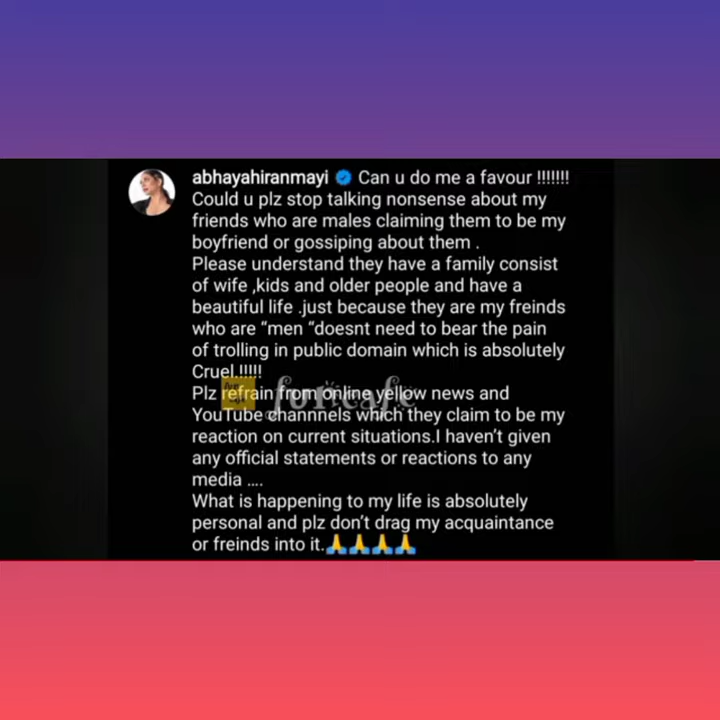 abhayahiranmayi Can u do me a favour !!!!!!!
Could u plz stop talking nonsense about my
friends who are males claiming them to be my
boyfriend or gossiping about them .
Please understand they have a family consist
of wife ,kids and older people and have a
beautiful life .just because they are my freinds
who are “men “doesnt need to bear the pain
of trolling in public domain which is absolutely
Cruel !!!!!
Plz refrain from online yellow news and
YouTube channnels which they claim to be my
reaction on current situations.I haven’t given
any official statements or reactions to any
media ....
What is happening to my life is absolutely
personal and plz don’t drag my acquaintance
or freinds into it.🙏🙏🙏🙏